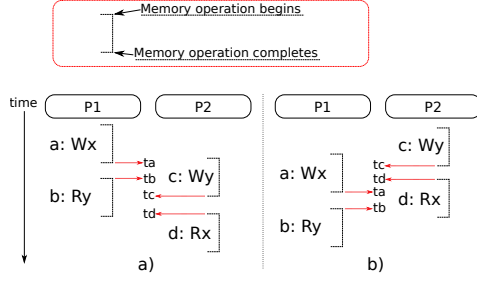 Memory operation begins
Memory operation completes
time
P1
P2
a: Wx
ta
tb
c: Wy
b: Ry
tc
td
d: Rx
a)
P1
P2
c: Wy
tc
a: Wx
td
ta
d: Rx
tb
b: Ry
b)